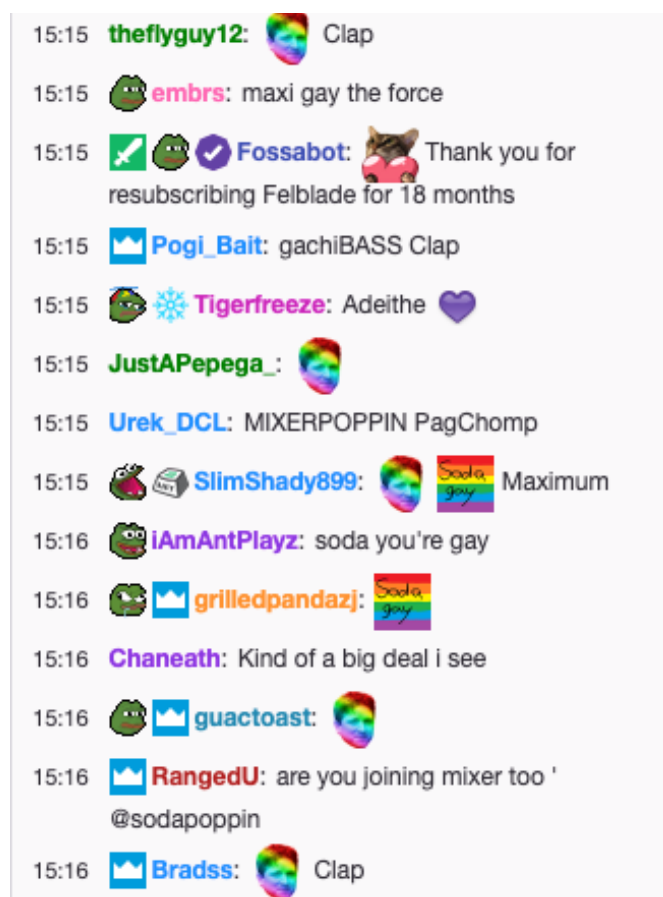 15:15 theflyguy12: Clap
15:15 embrs: maxi gay the force
15:15 Fossabot: Thank you for
resubscribing Felblade for 18 months
15:15 Pogi_Bait: gachiBASS Clap
15:15 Tigerfreeze: Adeithe
15:15 JustAPepega_:
15:15 Urek_DCL: MIXERPOPPIN PagChomp
15:15 ANY SlimShady899: Soda gay Maximum
15:16 iAmAntPlayz: soda you're gay
15:16 grilledpandazj: Soda gay
15:16 Chaneath: Kind of a big deal i see
15:16 guactoast:
15:16 RangedU: are you joining mixer too '
@sodapoppin
15:16 Bradss: Clap